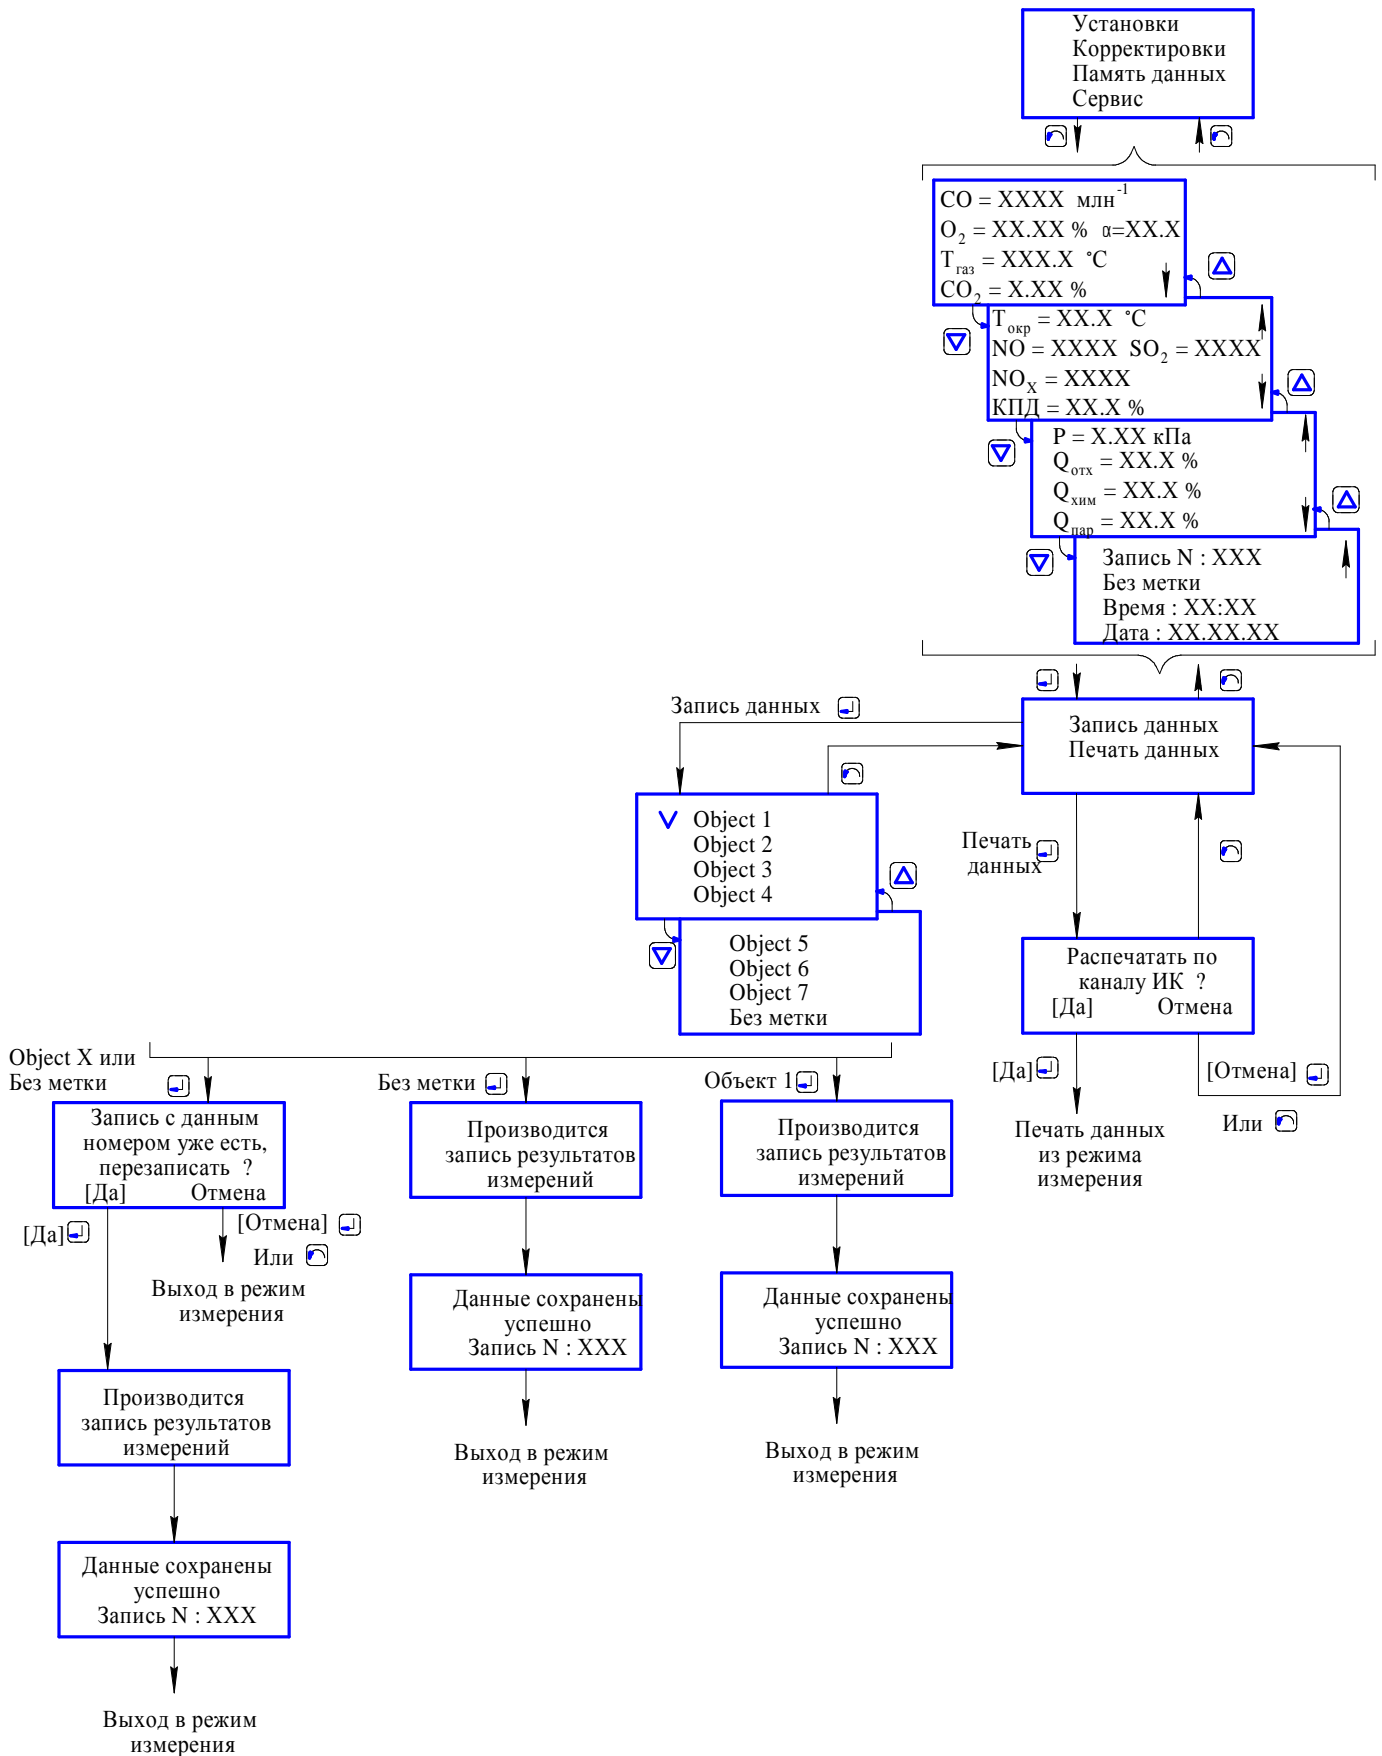 Установки
Корректировки
Память данных
Сервис
CO = XXXX млн⁻¹
O₂ = XX.XX % α=XX.X
T газ = XXX.X °C
CO₂ = X.XX %
T окр = XX.X °C
NO = XXXX SO₂ = XXXX
NOₓ = XXXX
КПД = XX.X %
P = X.XX кПа
Q отх = XX.X %
Q хим = XX.X %
Q пар = XX.X %
Запись N : XXX
Без метки
Время : XX:XX
Дата : XX.XX.XX
Запись данных
Запись данных
Печать данных
Object 1
Object 2
Object 3
Object 4
Печать
данных
Object 5
Object 6
Object 7
Без метки
Распечатать по
каналу ИК ?
[Да] Отмена
Object X или
Без метки
Без метки
Объект 1
[Да]
[Отмена]
Или
Запись с данным
номером уже есть,
перезаписать ?
[Да] Отмена
Производится
запись результатов
измерений
Производится
запись результатов
измерений
Печать данных
из режима
измерения
[Да]
[Отмена]
Или
Выход в режим
измерения
Данные сохранены
успешно
Запись N : XXX
Данные сохранены
успешно
Запись N : XXX
Производится
запись результатов
измерений
Выход в режим
измерения
Выход в режим
измерения
Данные сохранены
успешно
Запись N : XXX
Выход в режим
измерения